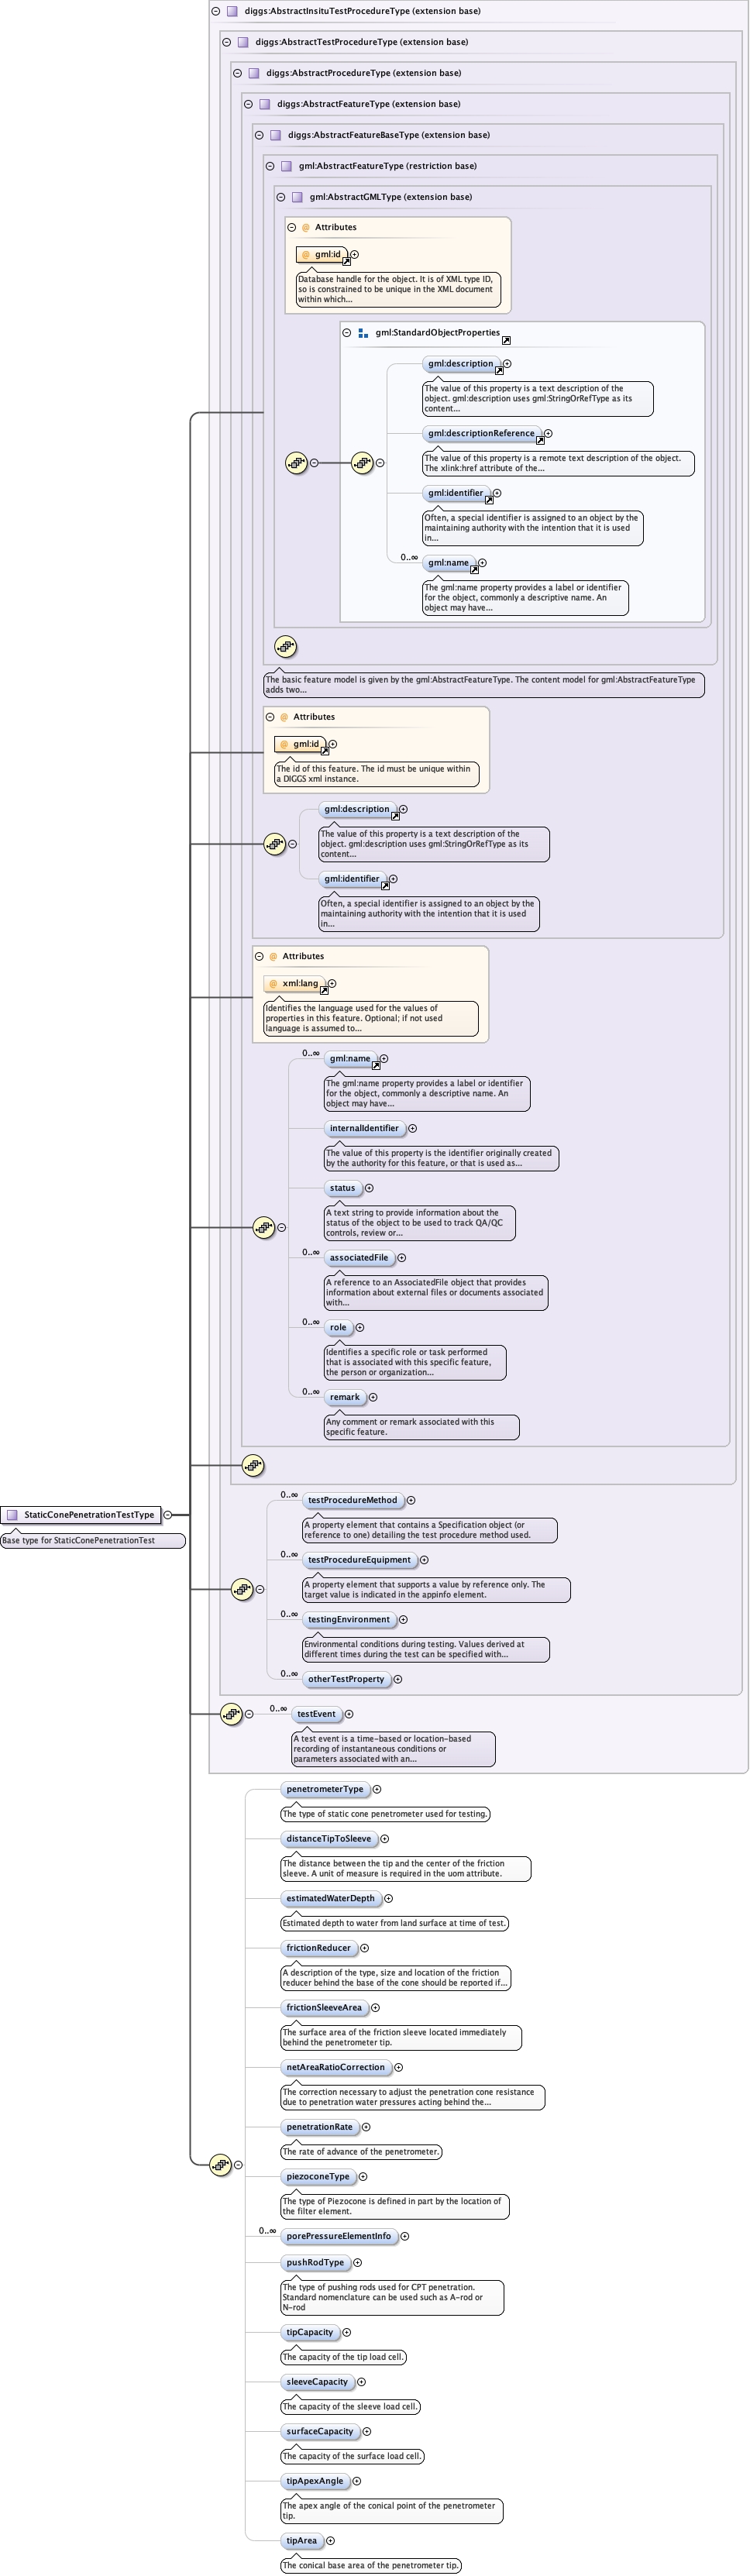 diggs:AbstractInsituTestProcedureType (extension base)
diggs:AbstractTestProcedureType (extension base)
diggs:AbstractProcedureType (extension base)
diggs:AbstractFeatureType (extension base)
diggs:AbstractFeatureBaseType (extension base)
gml:AbstractFeatureType (restriction base)
gml:AbstractGMLType (extension base)
@ Attributes
@ gml:id
Database handle for the object. It is of XML type ID,
so is constrained to be unique in the XML document
within which...
gml:StandardObjectProperties
gml:description
The value of this property is a text description of the
object. gml:description uses gml:StringOrRefType as its
content...
gml:descriptionReference
The value of this property is a remote text description of the object.
The xlink:href attribute of the...
gml:identifier
Often, a special identifier is assigned to an object by the
maintaining authority with the intention that it is used
in...
0..∞
gml:name
The gml:name property provides a label or identifier
for the object, commonly a descriptive name. An
object may have...
The basic feature model is given by the gml:AbstractFeatureType. The content model for gml:AbstractFeatureType
adds two...
@ Attributes
@ gml:id
The id of this feature. The id must be unique within
a DIGGS xml instance.
gml:description
The value of this property is a text description of the
object. gml:description uses gml:StringOrRefType as its
content...
gml:identifier
Often, a special identifier is assigned to an object by the
maintaining authority with the intention that it is used
in...
@ Attributes
@ xml:lang
Identifies the language used for the values of
properties in this feature. Optional; if not used
language is assumed to...
0..∞
gml:name
The gml:name property provides a label or identifier
for the object, commonly a descriptive name. An
object may have...
internalIdentifier
The value of this property is the identifier originally created
by the authority for this feature, or that is used as...
status
A text string to provide information about the
status of the object to be used to track QA/QC
controls, review or...
0..∞
associatedFile
A reference to an AssociatedFile object that provides
information about external files or documents associated
with...
0..∞
role
Identifies a specific role or task performed
that is associated with this specific feature,
the person or organization...
0..∞
remark
Any comment or remark associated with this
specific feature.
StaticConePenetrationTestType
Base type for StaticConePenetrationTest
0..∞
testProcedureMethod
A property element that contains a Specification object (or
reference to one) detailing the test procedure method used.
0..∞
testProcedureEquipment
A property element that supports a value by reference only. The
target value is indicated in the appinfo element.
0..∞
testingEnvironment
Environmental conditions during testing. Values derived at
different times during the test can be specified with...
0..∞
otherTestProperty
0..∞
testEvent
A test event is a time-based or location-based
recording of instantaneous conditions or
parameters associated with an...
penetrometerType
The type of static cone penetrometer used for testing.
distanceTipToSleeve
The distance between the tip and the center of the friction
sleeve. A unit of measure is required in the uom attribute.
estimatedWaterDepth
Estimated depth to water from land surface at time of test.
frictionReducer
A description of the type, size and location of the friction
reducer behind the base of the cone should be reported if...
frictionSleeveArea
The surface area of the friction sleeve located immediately
behind the penetrometer tip.
netAreaRatioCorrection
The correction necessary to adjust the penetration cone resistance
due to penetration water pressures acting behind the...
penetrationRate
The rate of advance of the penetrometer.
piezoconeType
The type of Piezocone is defined in part by the location of
the filter element.
0..∞
porePressureElementInfo
pushRodType
The type of pushing rods used for CPT penetration.
Standard nomenclature can be used such as A-rod or
N-rod
tipCapacity
The capacity of the tip load cell.
sleeveCapacity
The capacity of the sleeve load cell.
surfaceCapacity
The capacity of the surface load cell.
tipApexAngle
The apex angle of the conical point of the penetrometer
tip.
tipArea
The conical base area of the penetrometer tip.